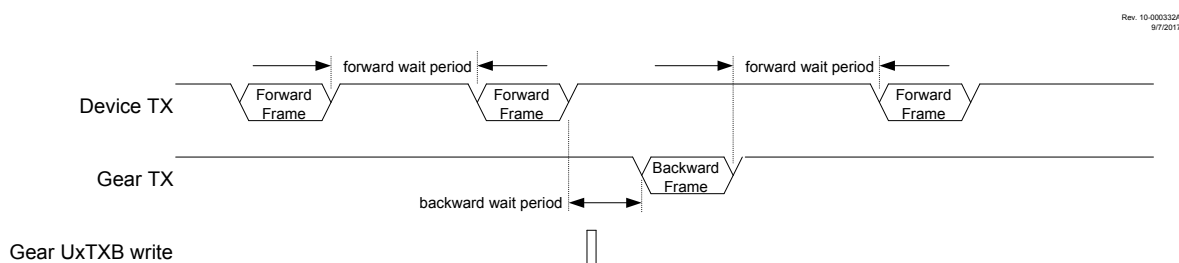 Rev. 10-000332A
9/7/2017
forward wait period
forward wait period
Device TX
Forward
Frame
Forward
Frame
Forward
Frame
Gear TX
Backward
Frame
backward wait period
Gear UxTXB write